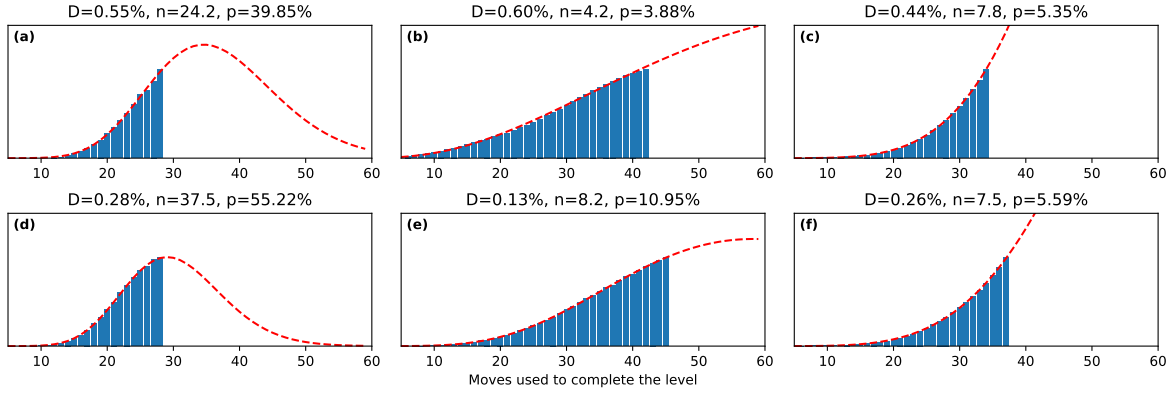 D=0.55%, n=24.2, p=39.85%
(a)
10 20 30 40 50 60
D=0.60%, n=4.2, p=3.88%
(b)
10 20 30 40 50 60
D=0.44%, n=7.8, p=5.35%
(c)
10 20 30 40 50 60
D=0.28%, n=37.5, p=55.22%
(d)
10 20 30 40 50 60
D=0.13%, n=8.2, p=10.95%
(e)
10 20 30 40 50 60
D=0.26%, n=7.5, p=5.59%
(f)
10 20 30 40 50 60
Moves used to complete the level